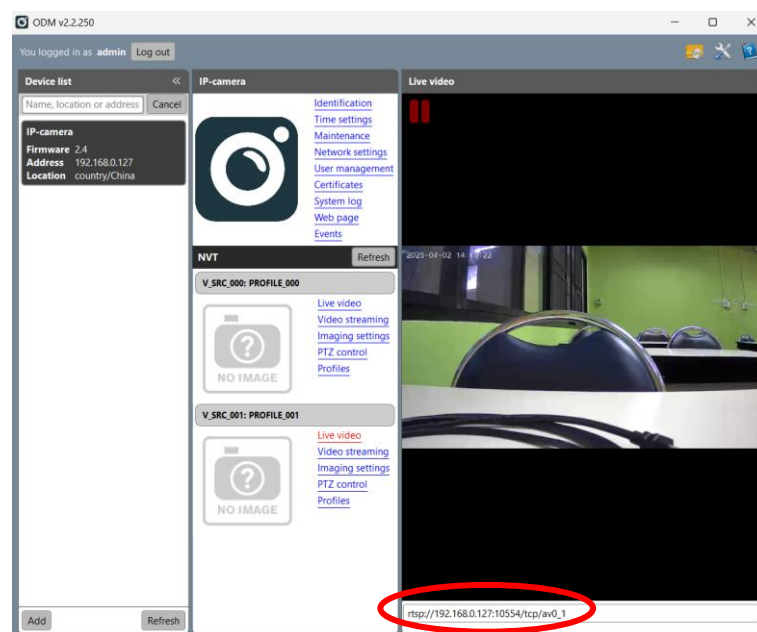 ODM v2.2.250
You logged in as admin Log out
Device list
Name, location or address Cancel
IP-camera
Firmware 2.4
Address 192.168.0.127
Location country/China
Add Refresh
IP-camera
Identification
Time settings
Maintenance
Network settings
User management
Certificates
System log
Web page
Events
NVT Refresh
V_SRC_000: PROFILE_000
NO IMAGE
Live video
Video streaming
Imaging settings
PTZ control
Profiles
V_SRC_001: PROFILE_001
NO IMAGE
Live video
Video streaming
Imaging settings
PTZ control
Profiles
Live video
2025-04-02
rtsp://192.168.0.127:10554/tcp/av0_1